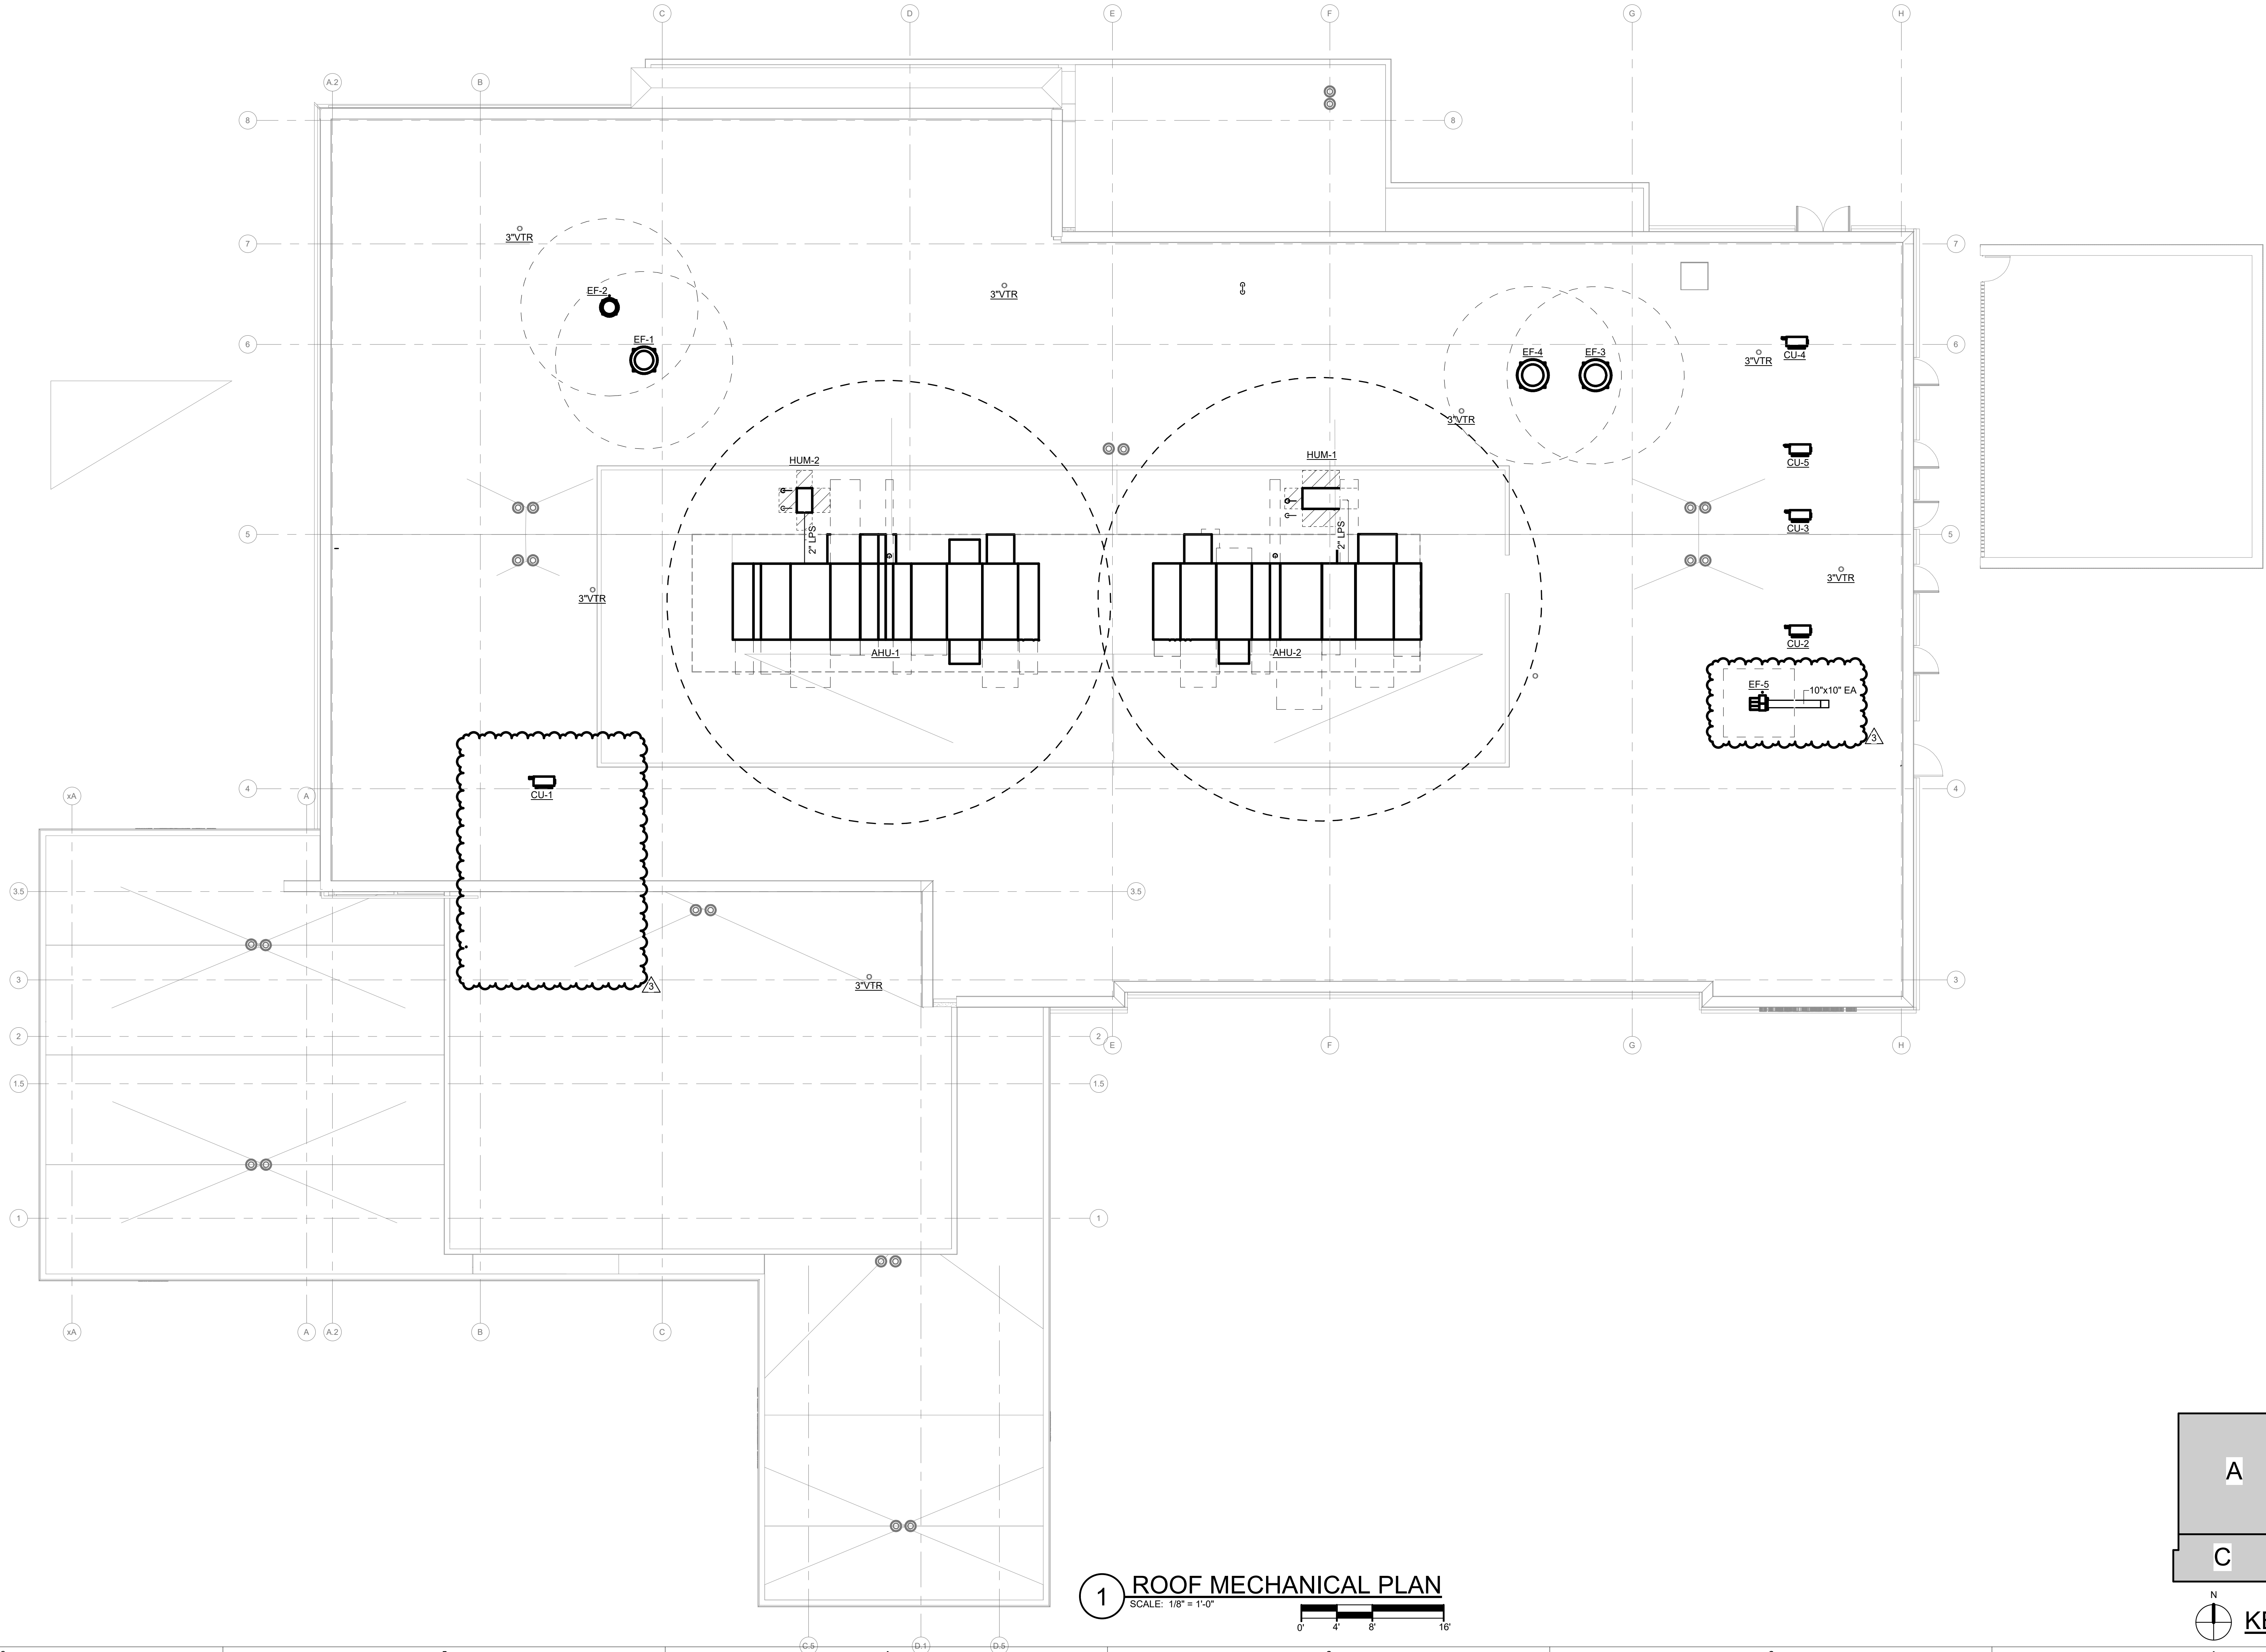 C D E F G H
A.2 B
8 8
3"VTR
7 7
EF-2
3"VTR
EF-1
6 6
EF-4 EF-3
3"VTR
CU-4
3"VTR
HUM-2
HUM-1
CU-5
2" LPS
2" LPS
CU-3
5 5
3"VTR
3"VTR
CU-2
AHU-1
AHU-2
EF-5
10"x10" EA
3
4 4
CU-1
xA A
3.5 3.5
3 3
3"VTR
3
2 2
E F G H
1.5 1.5
1 1
xA A A.2 B C
A
C
N
KE
1
ROOF MECHANICAL PLAN
SCALE: 1/8" = 1'-0"
0' 4' 8' 16'
C.5 D.1 D.5